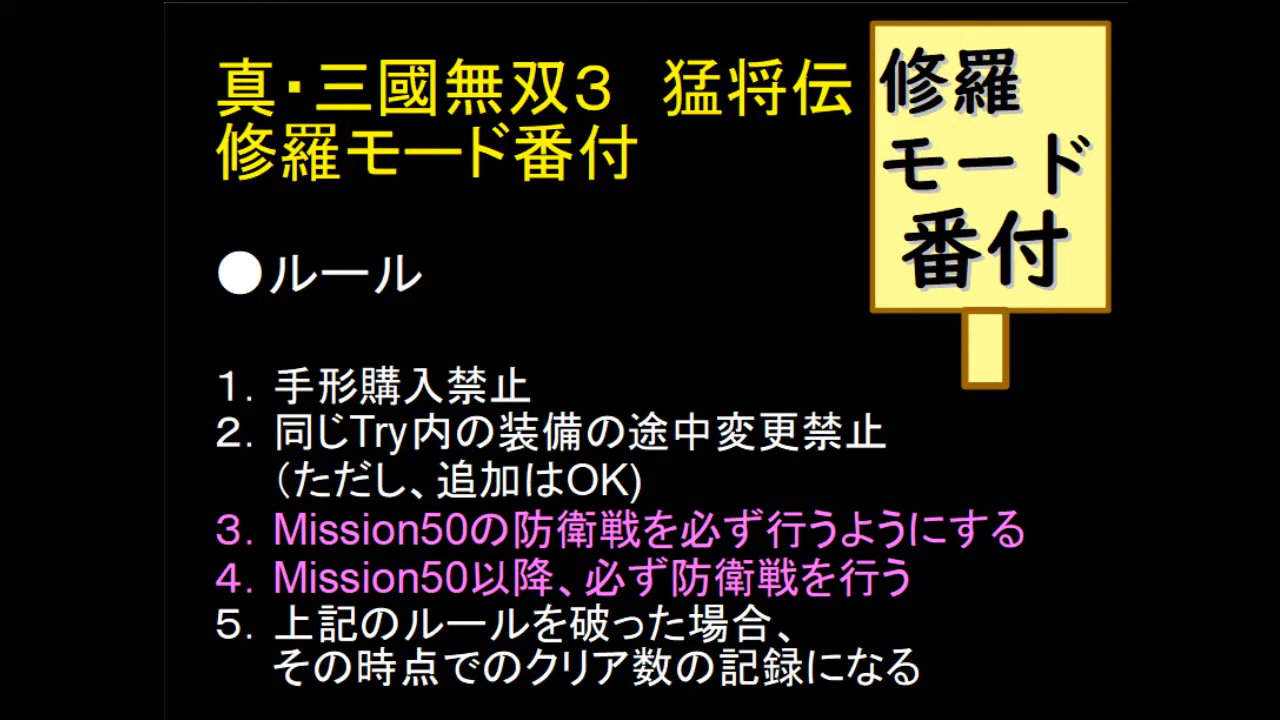 真・三國無双３　猛将伝
修羅モード番付
修羅
モード
番付
●ルール
１．手形購入禁止
２．同じTry内の装備の途中変更禁止
（ただし、追加はOK)
３．Mission50の防衛戦を必ず行うようにする
４．Mission50以降、必ず防衛戦を行う
５．上記のルールを破った場合、
その時点でのクリア数の記録になる